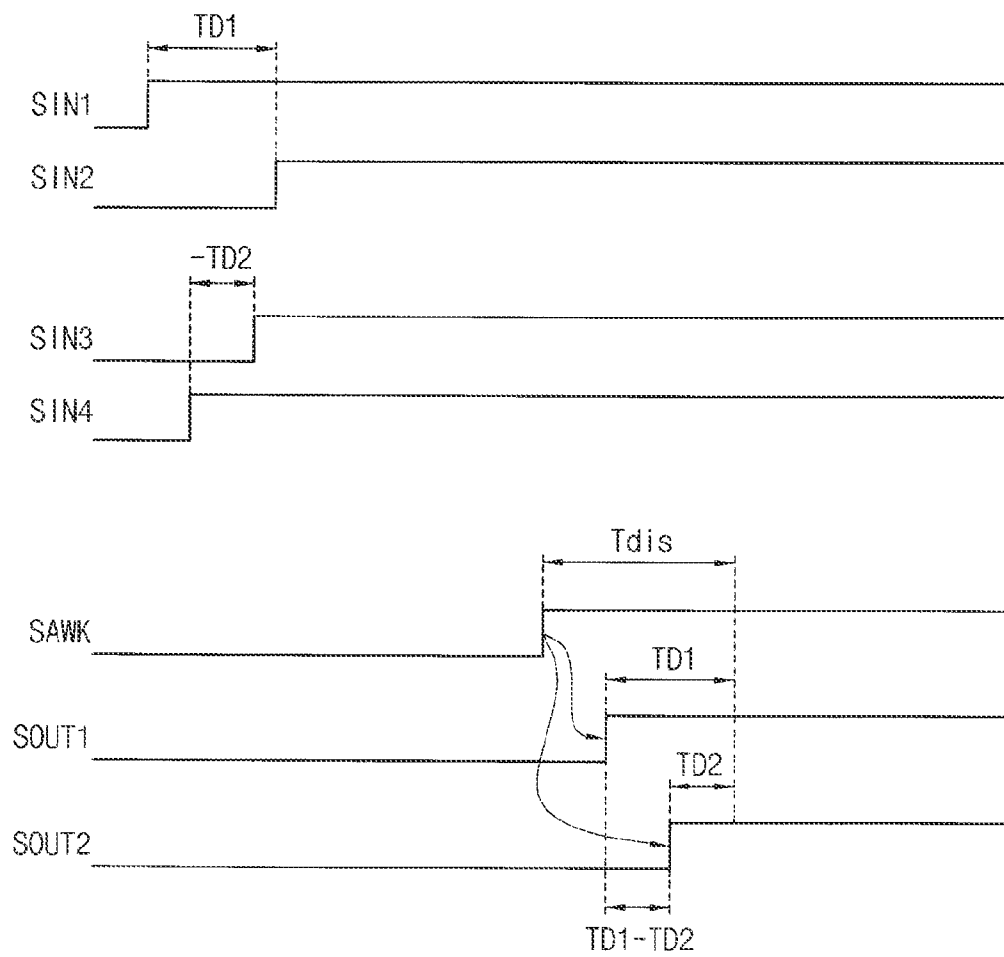 TD1
SIN1
SIN2
-TD2
SIN3
SIN4
Tdis
SAWK
TD1
SOUT1
TD2
SOUT2
TD1-TD2